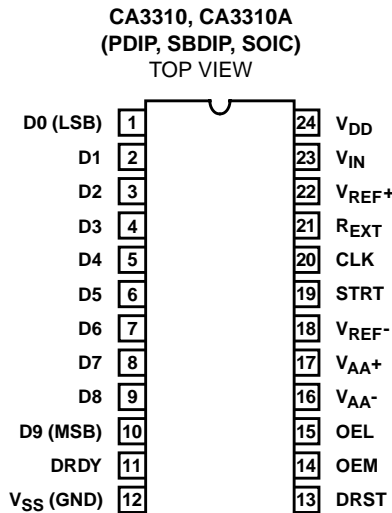 CA3310, CA3310A
(PDIP, SBDIP, SOIC)
TOP VIEW
D0 (LSB) 1 24 VDD
D1 2 23 VIN
D2 3 22 VREF+
D3 4 21 REXT
D4 5 20 CLK
D5 6 19 STRT
D6 7 18 VREF-
D7 8 17 VAA+
D8 9 16 VAA-
D9 (MSB) 10 15 OEL
DRDY 11 14 OEM
VSS (GND) 12 13 DRST